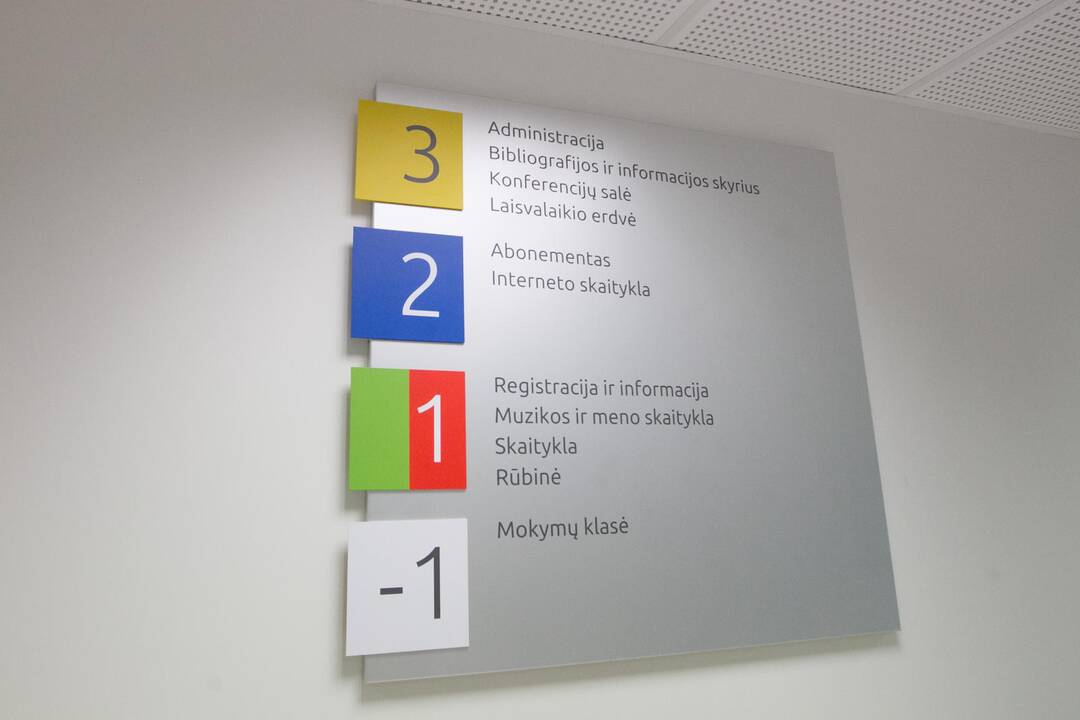 3
Administracija
Bibliografijos ir informacijos skyrius
Konferencijų salė
Laisvalaikio erdvė
2
Abonementas
Interneto skaitykla
1
Registracija ir informacija
Muzikos ir meno skaitykla
Skaitykla
Rūbinė
-1
Mokymų klasė